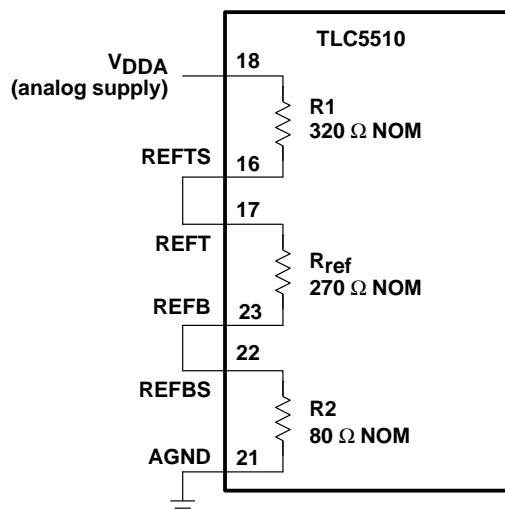 TLC5510
VDDA
(analog supply)
18
R1
320 Ω NOM
REFTS
16
17
REFT
Rref
270 Ω NOM
REFB
23
22
REFBS
R2
80 Ω NOM
AGND
21